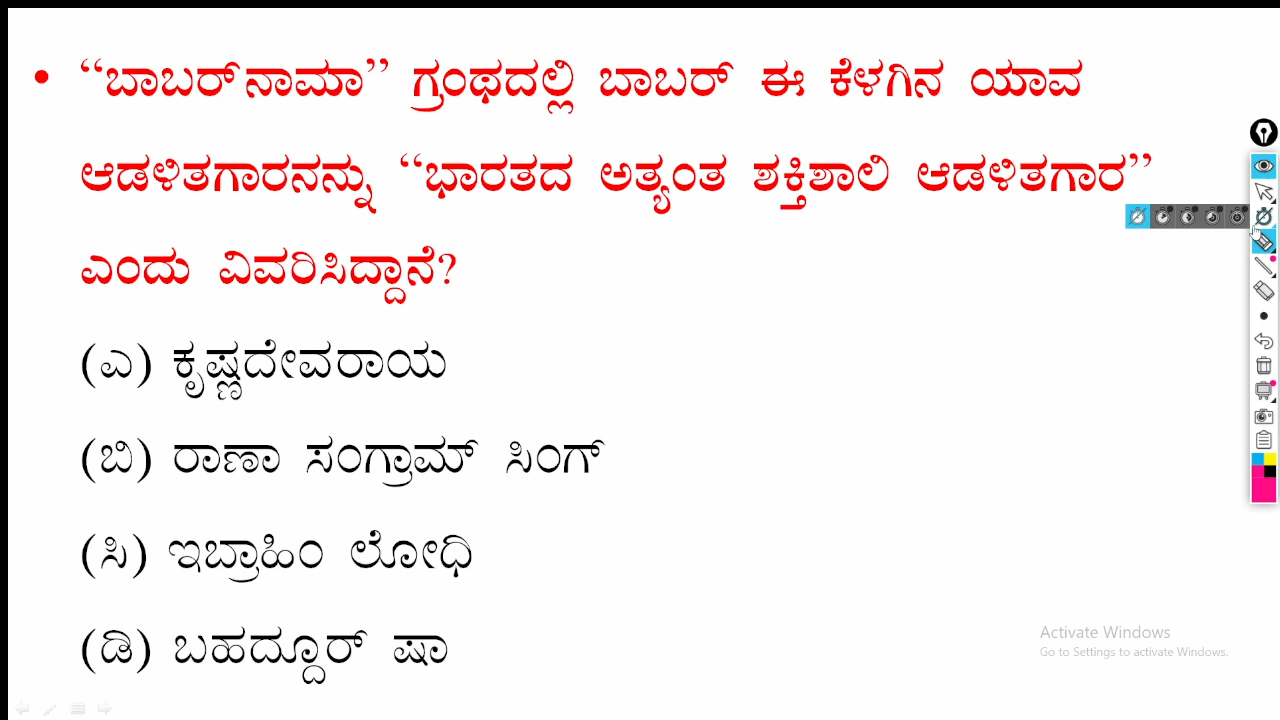 • “ಬಾಬರ್‌ನಾಮಾ” ಗ್ರಂಥದಲ್ಲಿ ಬಾಬರ್ ಈ ಕೆಳಗಿನ ಯಾವ
ಆಡಳಿತಗಾರನನ್ನು “ಭಾರತದ ಅತ್ಯಂತ ಶಕ್ತಿಶಾಲಿ ಆಡಳಿತಗಾರ”
ಎಂದು ವಿವರಿಸಿದ್ದಾನೆ?
(ಎ) ಕೃಷ್ಣದೇವರಾಯ
(ಬಿ) ರಾಣಾ ಸಂಗ್ರಾಮ್ ಸಿಂಗ್
(ಸಿ) ಇಬ್ರಾಹಿಂ ಲೋಧಿ
(ಡಿ) ಬಹದ್ದೂರ್ ಷಾ
Activate Windows
Go to Settings to activate Windows.